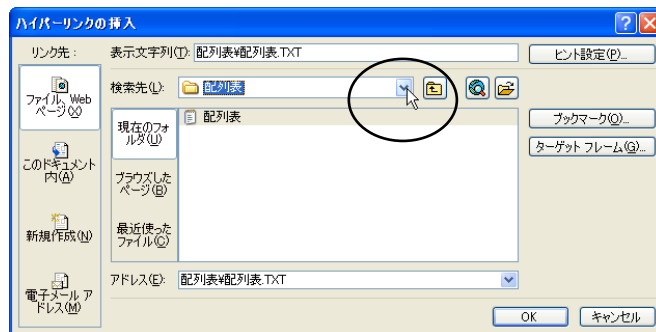 ハイパーリンクの挿入
リンク先：
表示文字列(T):
配列表¥配列表.TXT
ヒント設定(P)...
ファイル、Web
ページ(X)
検索先(L):
配列表
現在のフォ
ルダ(U)
配列表
ブックマーク(O)...
ターゲット フレーム(G)...
このドキュメント
内(A)
ブラウズした
ページ(B)
新規作成(N)
最近使った
ファイル(C)
電子メール ア
ドレス(M)
アドレス(E):
配列表¥配列表.TXT
OK
キャンセル